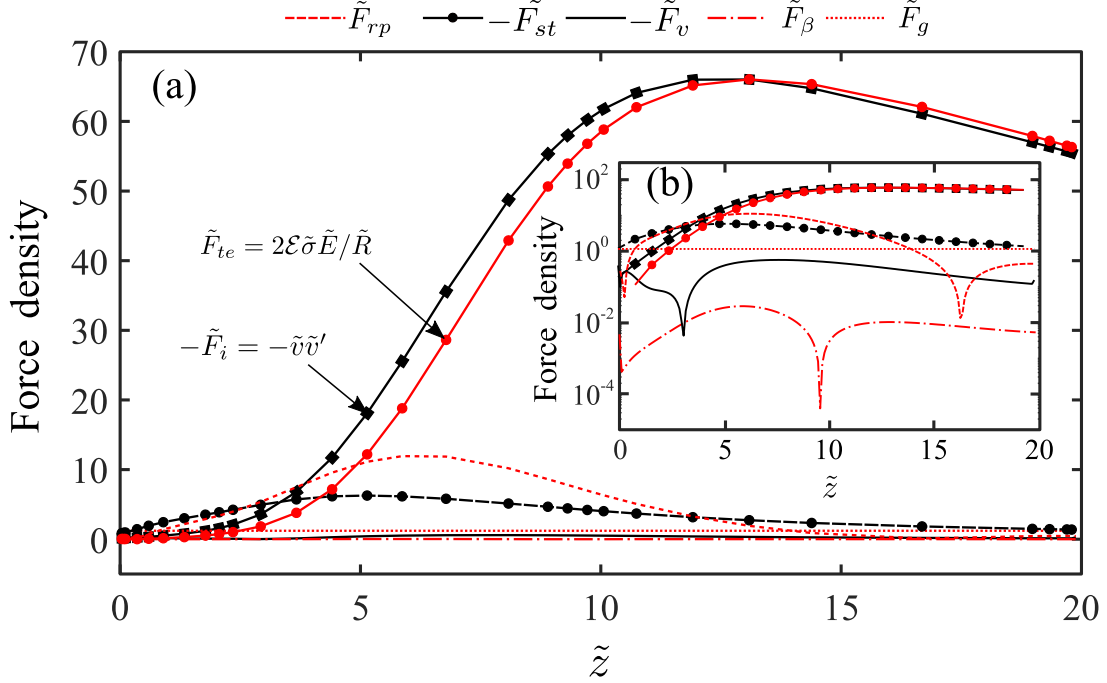 F̃_rp −F̃_st −F̃_v F̃_β F̃_g
(a)
70
60
50
40
30
20
10
0
Force density
F̃_te = 2ℰσ̃Ẽ/R̃
−F̃_i = −ṽṽ′
0 5 10 15 20
z̃
(b)
10^2
10^0
10^-2
10^-4
Force density
0 5 10 15 20
z̃